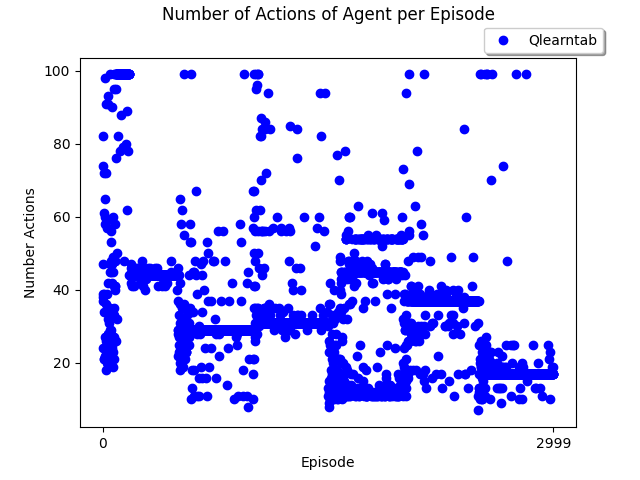 Number of Actions of Agent per Episode
Qlearntab
100
80
60
40
20
Number Actions
0
2999
Episode